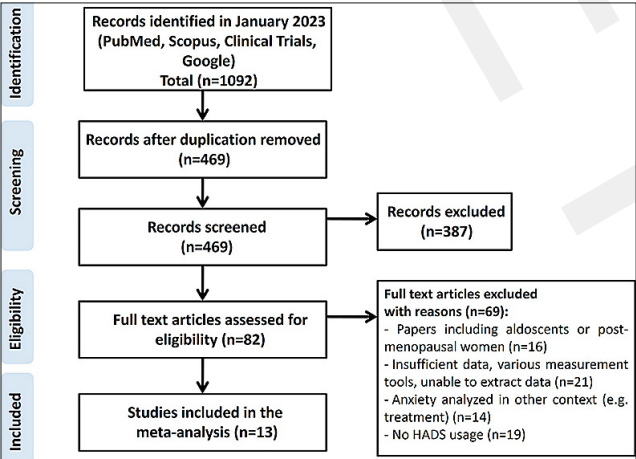 Identification
Records identified in January 2023
(PubMed, Scopus, Clinical Trials,
Google)
Total (n=1092)
Screening
Records after duplication removed
(n=469)
Records screened
(n=469)
Records excluded
(n=387)
Eligibility
Full text articles assessed for
eligibility (n=82)
Full text articles excluded
with reasons (n=69):
- Papers including aldoscents or post-
menopausal women (n=16)
- Insufficient data, various measurement
tools, unable to extract data (n=21)
- Anxiety analyzed in other context (e.g.
treatment) (n=14)
- No HADS usage (n=19)
Included
Studies included in the
meta-analysis (n=13)